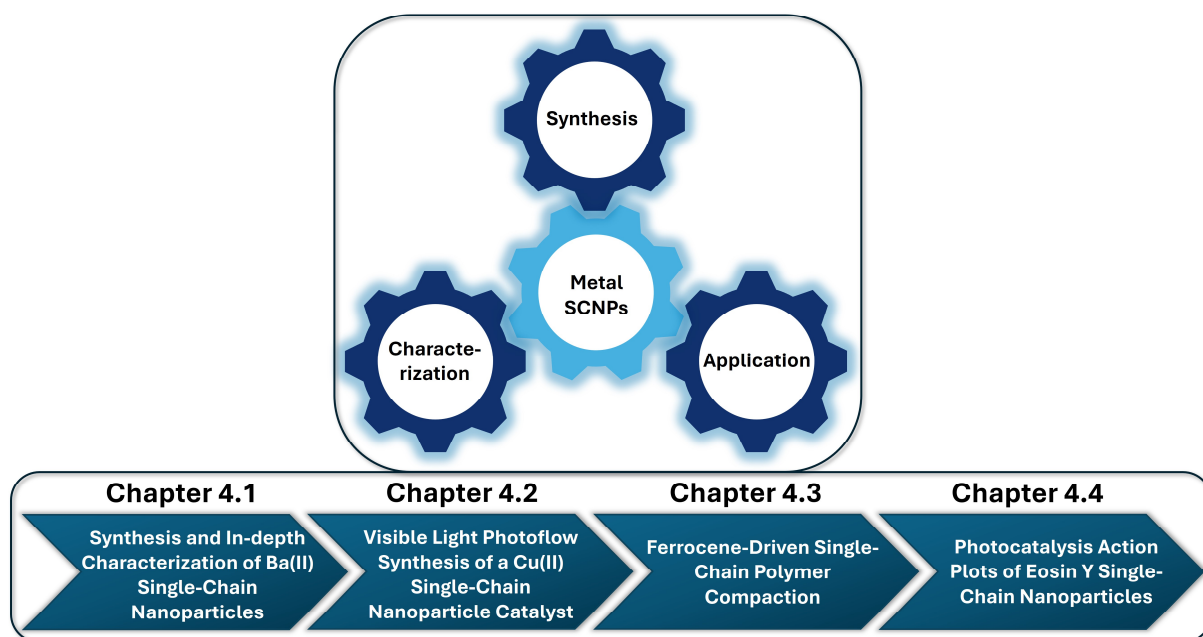 Synthesis
Metal
SCNPs
Characte-
rization
Application
Chapter 4.1
Chapter 4.2
Chapter 4.3
Chapter 4.4
Synthesis and In-depth
Characterization of Ba(II)
Single-Chain
Nanoparticles
Visible Light Photoflow
Synthesis of a Cu(II)
Single-Chain
Nanoparticle Catalyst
Ferrocene-Driven Single-
Chain Polymer
Compaction
Photocatalysis Action
Plots of Eosin Y Single-
Chain Nanoparticles